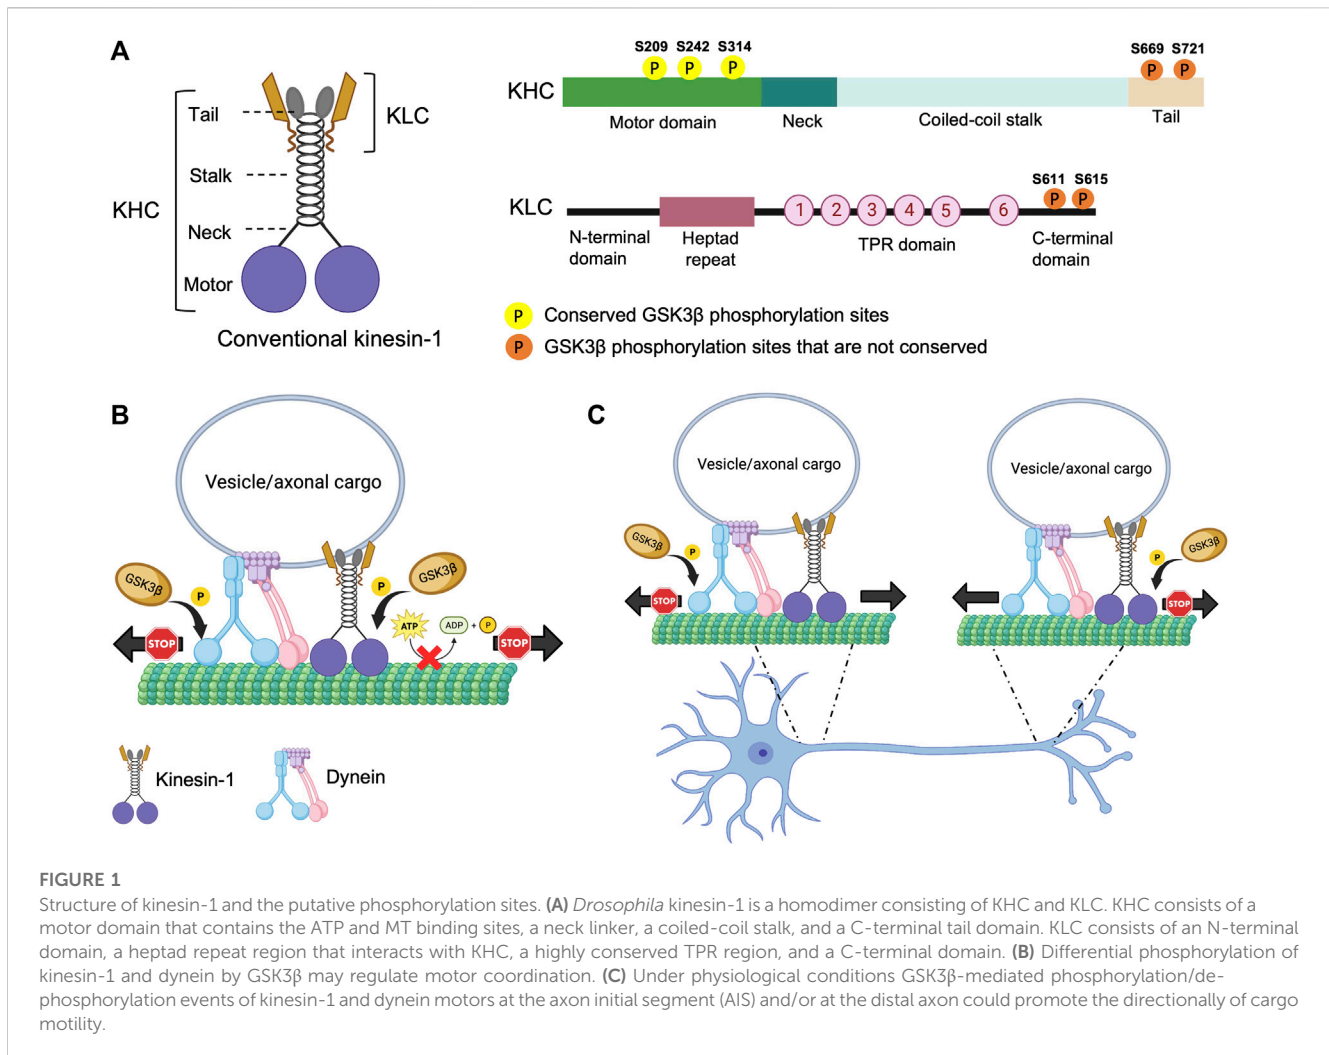 A
Tail
Stalk
Neck
Motor
KHC
KLC
Conventional kinesin-1
S209 S242 S314
S669 S721
P P P
P P
KHC
Motor domain
Neck
Coiled-coil stalk
Tail
S611 S615
P P
KLC
1 2 3 4 5 6
N-terminal
domain
Heptad
repeat
TPR domain
C-terminal
domain
P Conserved GSK3β phosphorylation sites
P GSK3β phosphorylation sites that are not conserved
B
Vesicle/axonal cargo
GSK3β
P
P
GSK3β
ATP
ADP + P
STOP
STOP
Kinesin-1
Dynein
C
Vesicle/axonal cargo
GSK3β
P
STOP
Vesicle/axonal cargo
P
GSK3β
STOP
FIGURE 1
Structure of kinesin-1 and the putative phosphorylation sites. (A) Drosophila kinesin-1 is a homodimer consisting of KHC and KLC. KHC consists of a
motor domain that contains the ATP and MT binding sites, a neck linker, a coiled-coil stalk, and a C-terminal tail domain. KLC consists of an N-terminal
domain, a heptad repeat region that interacts with KHC, a highly conserved TPR region, and a C-terminal domain. (B) Differential phosphorylation of
kinesin-1 and dynein by GSK3β may regulate motor coordination. (C) Under physiological conditions GSK3β-mediated phosphorylation/de-
phosphorylation events of kinesin-1 and dynein motors at the axon initial segment (AIS) and/or at the distal axon could promote the directionally of cargo
motility.